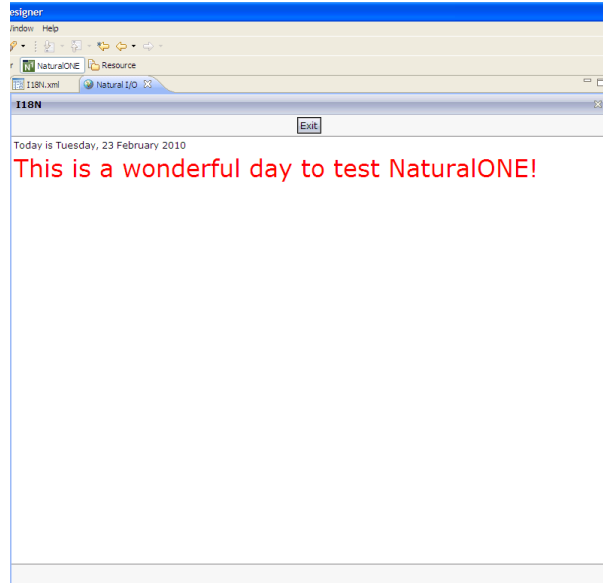 esigner
Window Help
r NaturalONE Resource
I18N.xml Natural I/O
I18N
Exit
Today is Tuesday, 23 February 2010
This is a wonderful day to test NaturalONE!